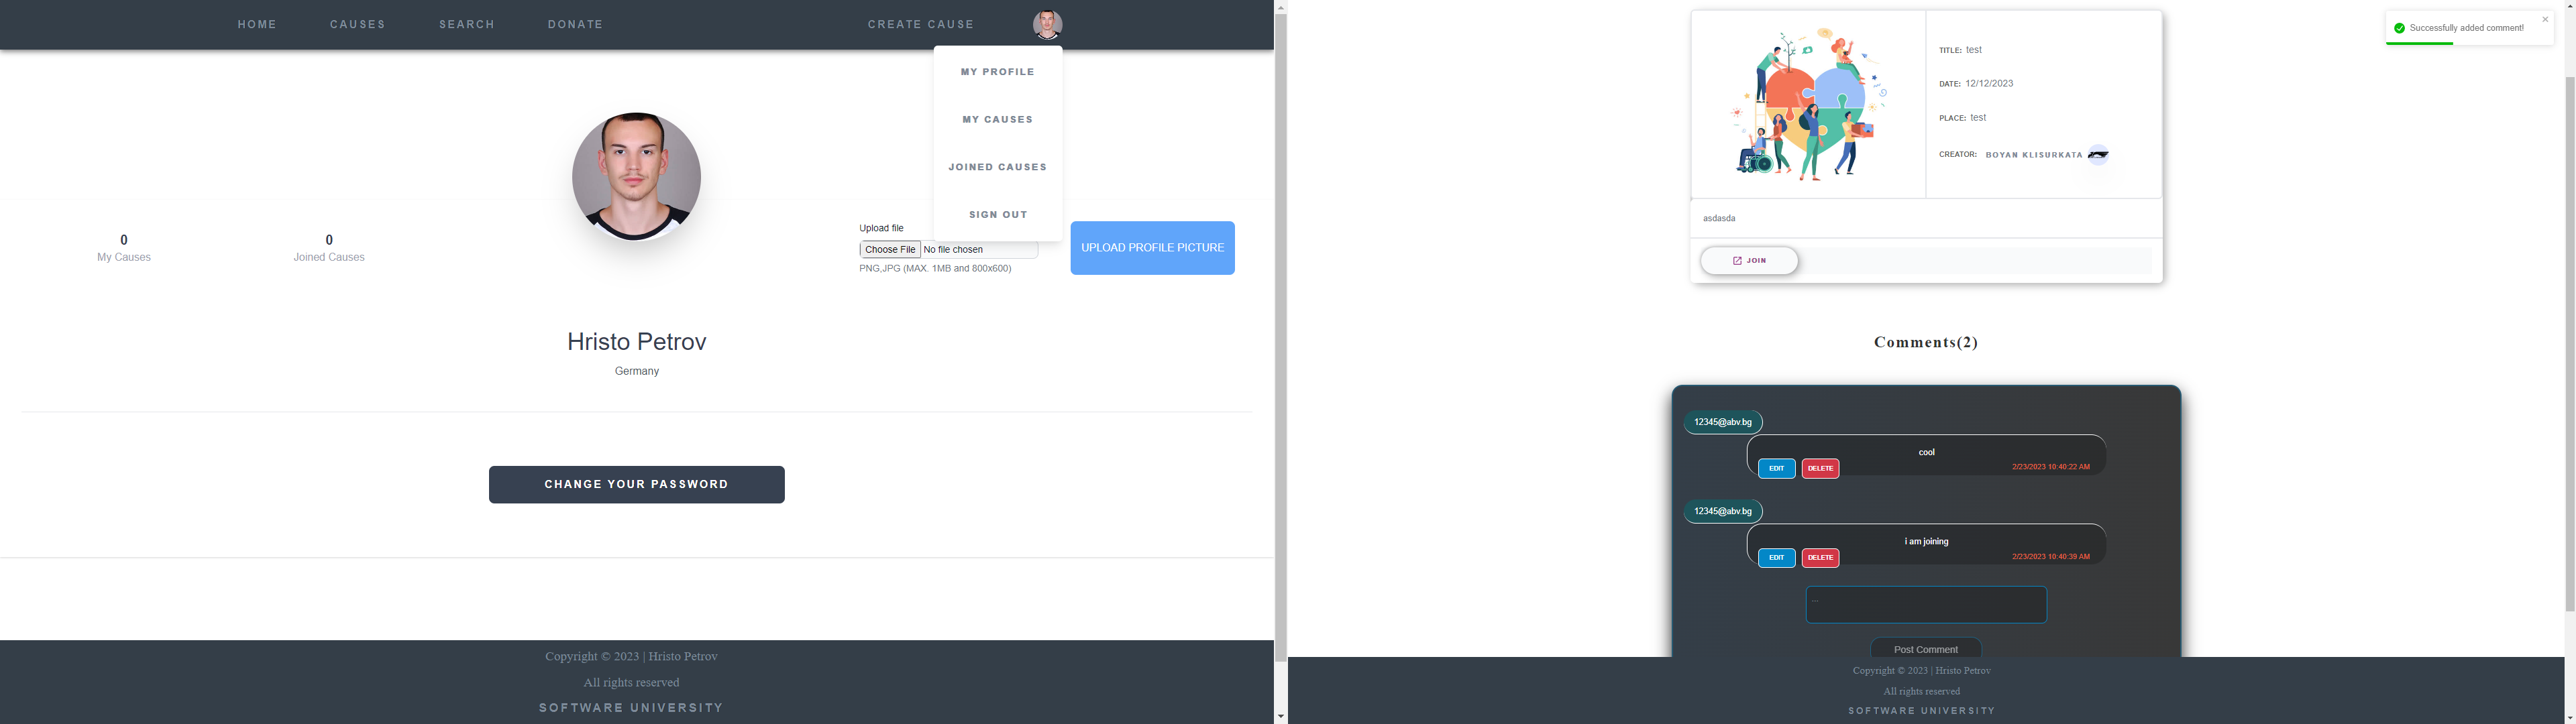 HOME CAUSES SEARCH DONATE CREATE CAUSE
MY PROFILE
MY CAUSES
JOINED CAUSES
SIGN OUT
0
My Causes
0
Joined Causes
Upload file
Choose File No file chosen
PNG,JPG (MAX. 1MB and 800x600)
UPLOAD PROFILE PICTURE
Hristo Petrov
Germany
CHANGE YOUR PASSWORD
Copyright © 2023 | Hristo Petrov
All rights reserved
SOFTWARE UNIVERSITY
Successfully added comment!
TITLE: test
DATE: 12/12/2023
PLACE: test
CREATOR: BOYAN KLISURKATA
asdasda
JOIN
Comments(2)
12345@abv.bg
cool
EDIT DELETE 2/23/2023 10:40:22 AM
12345@abv.bg
i am joining
EDIT DELETE 2/23/2023 10:40:39 AM
...
Post Comment
Copyright © 2023 | Hristo Petrov
All rights reserved
SOFTWARE UNIVERSITY